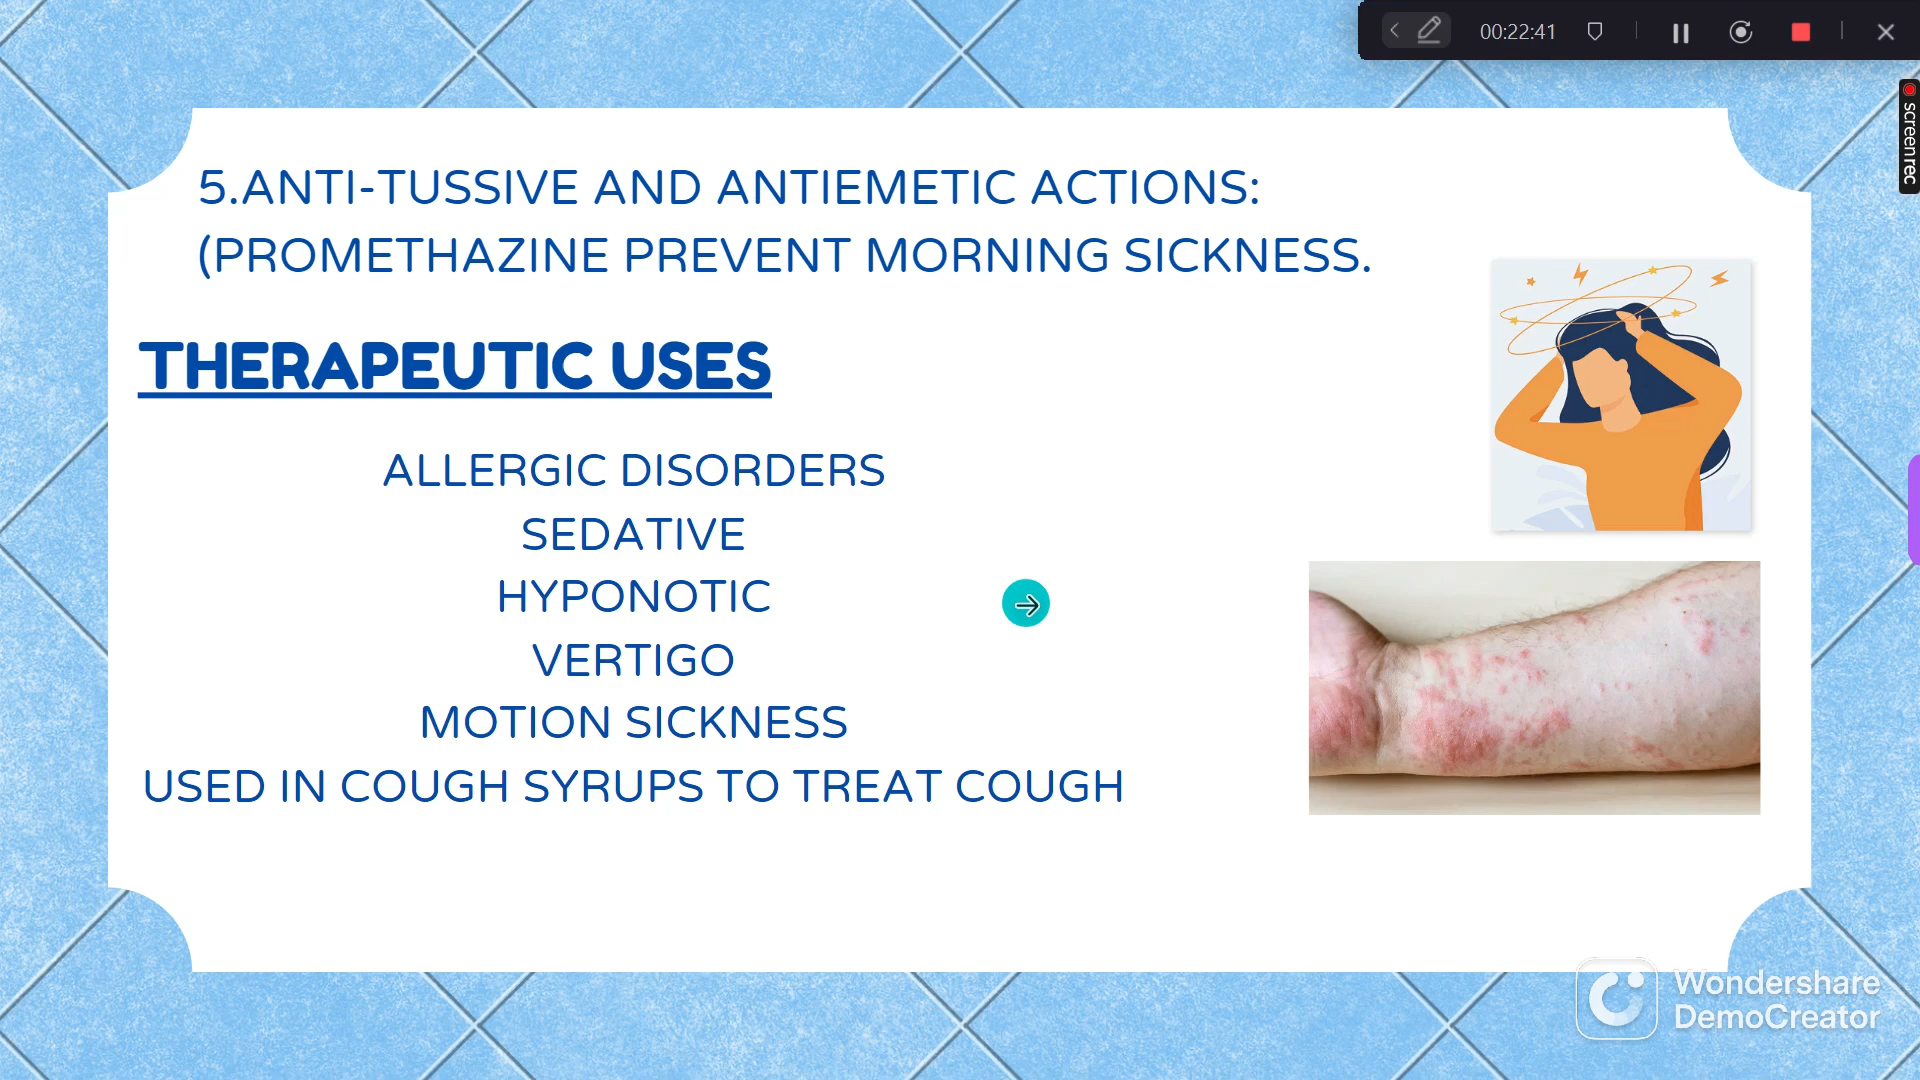 00:22:41
screenrec
5.ANTI-TUSSIVE AND ANTIEMETIC ACTIONS:
(PROMETHAZINE PREVENT MORNING SICKNESS.
THERAPEUTIC USES
ALLERGIC DISORDERS
SEDATIVE
HYPONOTIC
VERTIGO
MOTION SICKNESS
USED IN COUGH SYRUPS TO TREAT COUGH
Wondershare
DemoCreator